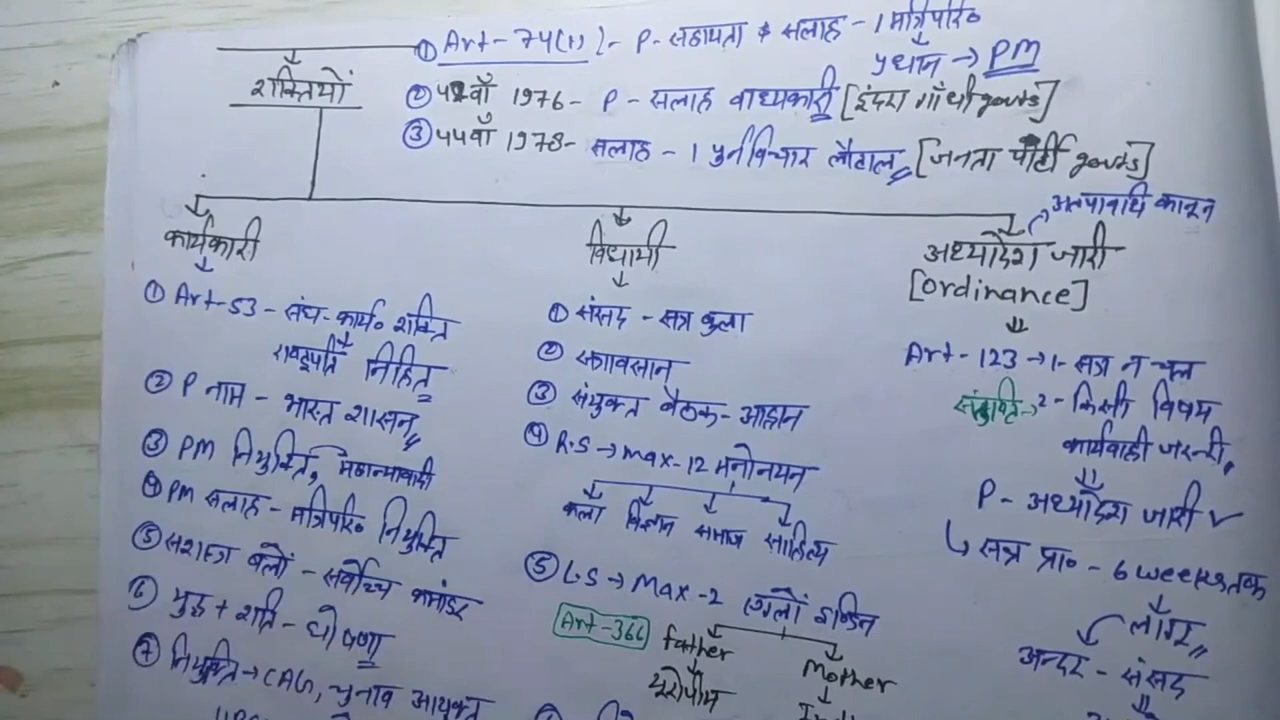 ① Art-74(1) :- P- सहायता & सलाह - 1 मंत्रिपरि०
प्रधान → PM
शक्तियाँ
② 42वाँ 1976- P- सलाह बाध्यकारी [इंदिरा गाँधी govts]
③ 44वाँ 1978- सलाह - 1 पुर्नविचार लौटाल [जनता पार्टी govts]
अल्पावधि कानून
कार्यकारी
विधायी
अध्यादेश जारी
[ordinance]
① Art-53- संघ-कार्य० शक्ति
राष्ट्रपति निहित
② P नाम - भारत शासन
③ PM नियुक्ति, महान्यावादी
④ PM सलाह - मंत्रिपरि० नियुक्ति
⑤ सशस्त्र बलों - सर्वोच्च कमांडर
⑥ युद्ध + शांति - घोषणा
⑦ नियुक्ति→ CAG, चुनाव आयुक्त
① संसद - सत्र बुला
② सत्रावसान
③ संयुक्त बैठक - आह्वान
④ R.S → max-12 मनोनयन
कला विज्ञान समाज साहित्य
⑤ L.S → Max -2 एंग्लो इण्डिन
Art-366
father
Mother
यूरोपीय
Art-123 → 1- सत्र न चल
2- किसी विषय
कार्यवाही जरूरी
P- अध्यादेश जारी ✓
सत्र प्रा० - 6 weeks तक
लागू
अन्दर - संसद